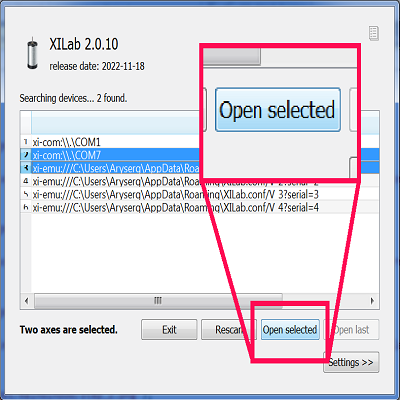 XILab 2.0.10
release date: 2022-11-18
Searching devices... 2 found.
Open selected
1 xi-com:\\.\COM1
2 xi-com:\\.\COM7
3 xi-emu:///C:\Users\Aryserg\AppData\Roaming
xi-emu:///C:\Users\Aryserg\AppData\Roaming\XILab.conf/V 2?serial=2
5 xi-emu:///C:\Users\Aryserg\AppData\Roaming\XILab.conf/V 3?serial=3
6 xi-emu:///C:\Users\Aryserg\AppData\Roaming\XILab.conf/V 4?serial=4
Two axes are selected. Exit Rescan Open selected Open last
Settings >>